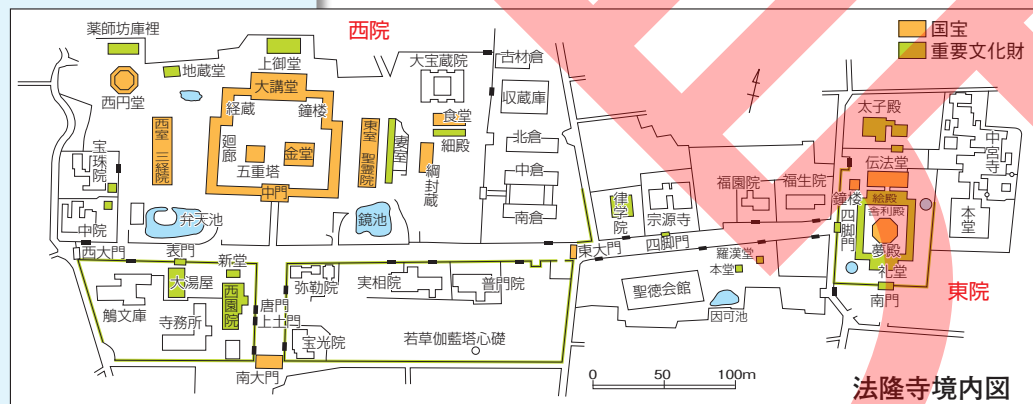 西院
国宝
重要文化財
薬師坊庫裡
地蔵堂
上御堂
大宝蔵院
古材倉
西円堂
大講堂
経蔵
鐘楼
収蔵庫
食堂
細殿
太子殿
中宮寺
西室 三経院
廻廊
五重塔
金堂
中門
東室 聖霊院
妻室
綱封蔵
北倉
中倉
南倉
宝珠院
中院
弁天池
鏡池
律学院
宗源寺
福園院
福生院
伝法堂
鐘楼
四脚門
絵殿
舎利殿
夢殿
礼堂
本堂
西大門
表門
新堂
東大門
四脚門
羅漢堂
本堂
南門
東院
大湯屋
西園院
弥勒院
実相院
普門院
聖徳会館
因可池
鵤文庫
寺務所
唐門
上土門
宝光院
若草伽藍塔心礎
南大門
0 50 100m
法隆寺境内図